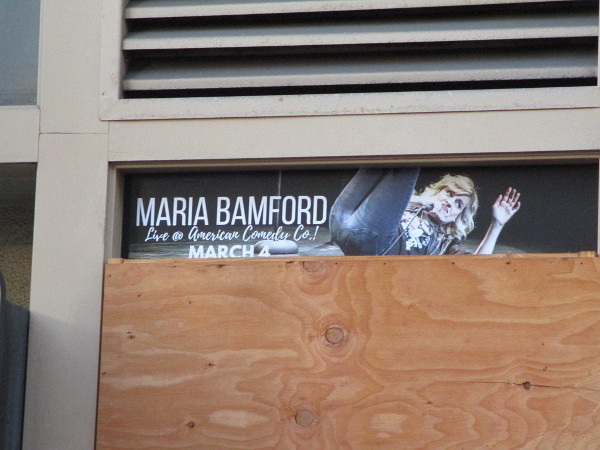 MARIA BAMFORD
Live @ American Comedy Co.!
MARCH 4